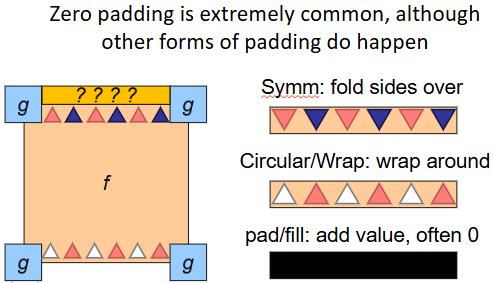 Zero padding is extremely common, although
other forms of padding do happen
g
? ? ? ?
g
f
g
g
Symm: fold sides over
Circular/Wrap: wrap around
pad/fill: add value, often 0